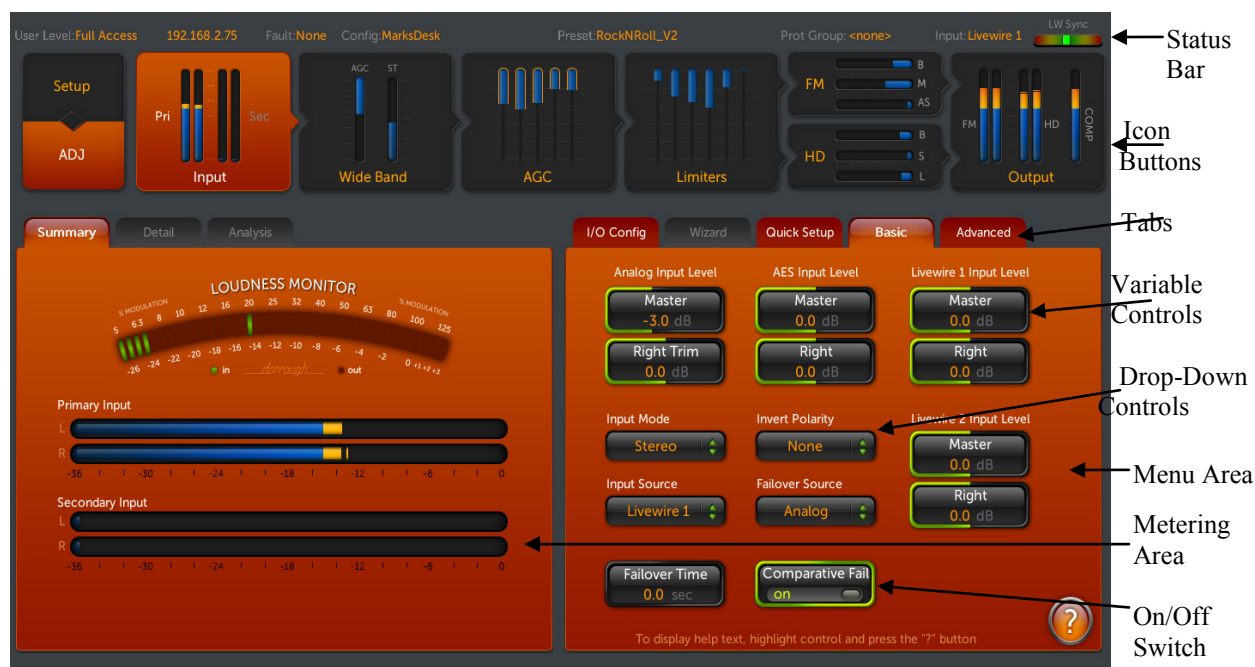 User Level:Full Access 192.168.2.75 Fault:None Config:MarksDesk Preset:RockNRoll_V2 Prot Group: <none> Input:Livewire 1 LW Sync
Status
Bar
Setup
ADJ
Pri Sec
Input
AGC ST
Wide Band
AGC
Limiters
FM B
M
AS
HD B
S
L
FM HD COMP
Output
Icon
Buttons
Summary Detail Analysis
I/O Config Wizard Quick Setup Basic Advanced
Tabs
LOUDNESS MONITOR
% MODULATION % MODULATION
5 6.3 8 10 12 16 20 25 32 40 50 63 80 100 125
-26 -24 -22 -20 -18 -16 -14 -12 -10 -8 -6 -4 -2 0 +1 +2 +3
in dorrough out
Primary Input
L
R
-36 -30 -24 -18 -12 -6 0
Secondary Input
L
R
-36 -30 -24 -18 -12 -6 0
Analog Input Level AES Input Level Livewire 1 Input Level
Master Master Master
-3.0 dB 0.0 dB 0.0 dB
Right Trim Right Right
0.0 dB 0.0 dB 0.0 dB
Variable
Controls
Drop-Down
Controls
Input Mode Invert Polarity Livewire 2 Input Level
Stereo None Master
0.0 dB
Input Source Failover Source Right
Livewire 1 Analog 0.0 dB
Menu Area
Metering
Area
Failover Time Comparative Fail
0.0 sec on
On/Off
Switch
?
To display help text, highlight control and press the "?" button